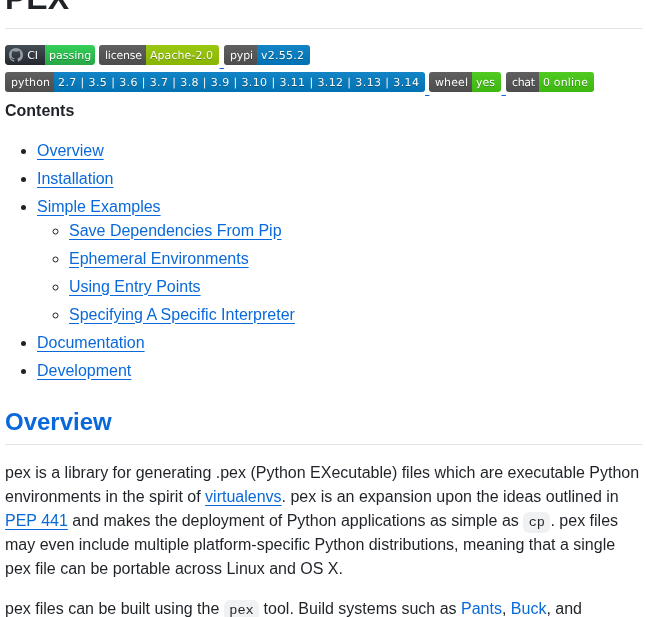 PEX
CI passing license Apache-2.0 pypi v2.55.2
python 2.7 | 3.5 | 3.6 | 3.7 | 3.8 | 3.9 | 3.10 | 3.11 | 3.12 | 3.13 | 3.14 wheel yes chat 0 online
Contents
Overview
Installation
Simple Examples
Save Dependencies From Pip
Ephemeral Environments
Using Entry Points
Specifying A Specific Interpreter
Documentation
Development
Overview
pex is a library for generating .pex (Python EXecutable) files which are executable Python
environments in the spirit of virtualenvs. pex is an expansion upon the ideas outlined in
PEP 441 and makes the deployment of Python applications as simple as cp. pex files
may even include multiple platform-specific Python distributions, meaning that a single
pex file can be portable across Linux and OS X.
pex files can be built using the pex tool. Build systems such as Pants, Buck, and